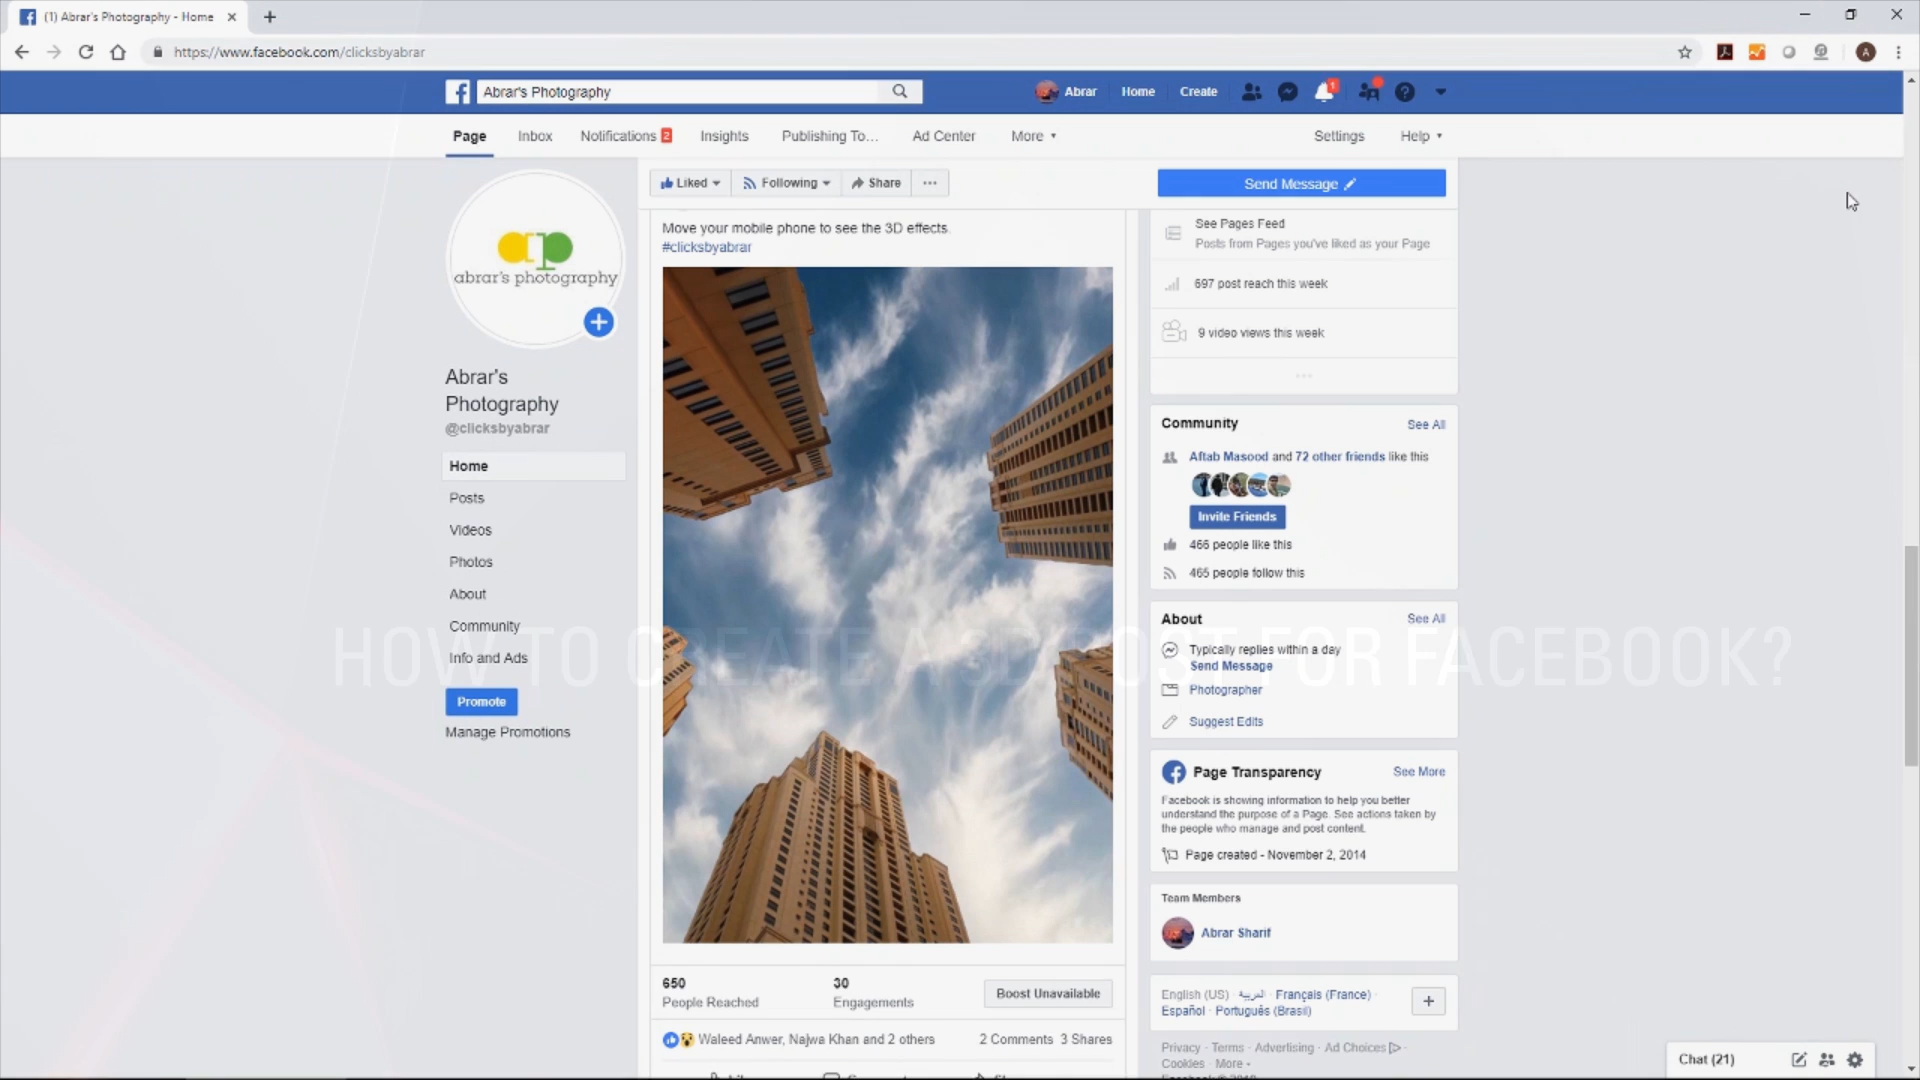 (1) Abrar's Photography - Home
https://www.facebook.com/clicksbyabrar
Abrar's Photography
Abrar
Home
Create
1
Page
Inbox
Notifications 2
Insights
Publishing To...
Ad Center
More
Settings
Help
Liked
Following
Share
Send Message
abrar's photography
Abrar's
Photography
@clicksbyabrar
Home
Posts
Videos
Photos
About
Community
Info and Ads
Promote
Manage Promotions
Move your mobile phone to see the 3D effects.
#clicksbyabrar
HOW TO CREATE A 3D POST FOR FACEBOOK?
650
People Reached
30
Engagements
Boost Unavailable
Waleed Anwer, Najwa Khan and 2 others
2 Comments 3 Shares
See Pages Feed
Posts from Pages you've liked as your Page
697 post reach this week
9 video views this week
Community
See All
Aftab Masood and 72 other friends like this
Invite Friends
466 people like this
465 people follow this
About
See All
Typically replies within a day
Send Message
Photographer
Suggest Edits
Page Transparency
See More
Facebook is showing information to help you better
understand the purpose of a Page. See actions taken by
the people who manage and post content.
Page created - November 2, 2014
Team Members
Abrar Sharif
English (US) · العربية · Français (France) ·
Español · Português (Brasil)
Privacy · Terms · Advertising · Ad Choices
Cookies · More
Chat (21)
A